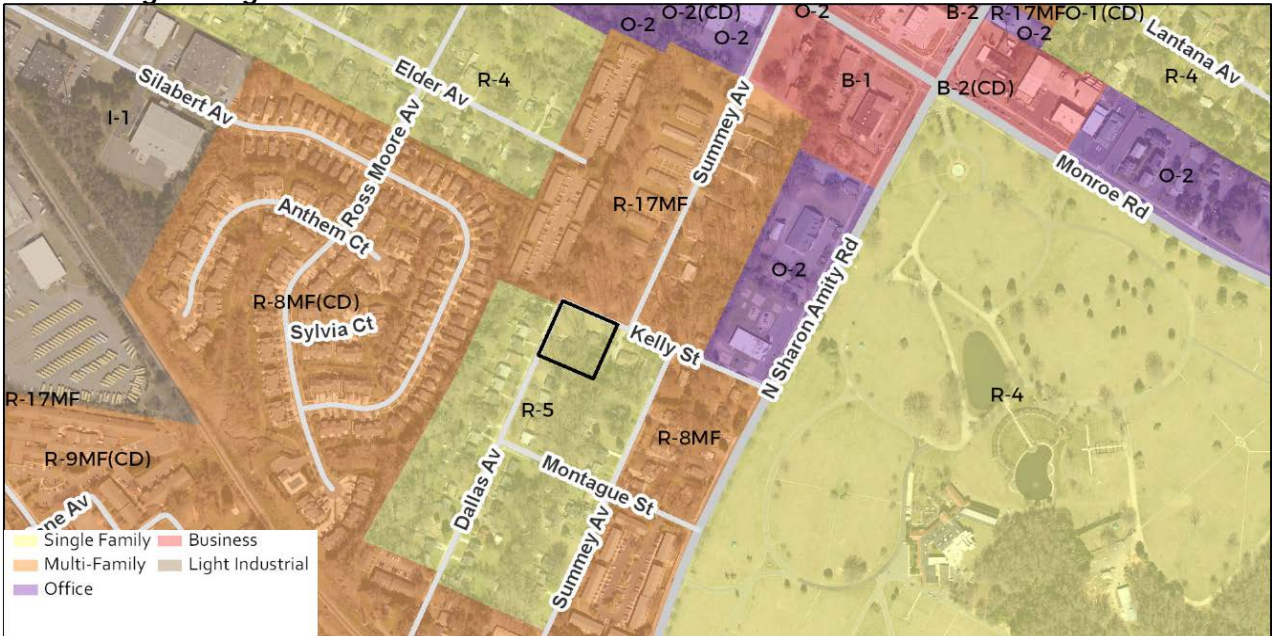 O-2(CD)
O-2
B-2
R-17MF
O-1(CD)
O-2
O-2
O-2
Lantana Av
Elder Av
R-4
R-4
Silabert Av
B-1
B-2(CD)
I-1
Ross Moore Av
Summey Av
Monroe Rd
O-2
R-17MF
Anthem Ct
O-2
N Sharon Amity Rd
R-8MF(CD)
Sylvia Ct
Kelly St
R-17MF
R-5
R-4
R-8MF
R-9MF(CD)
Dallas Av
Montague St
ne Av
Summey Av
Single Family
Business
Multi-Family
Light Industrial
Office